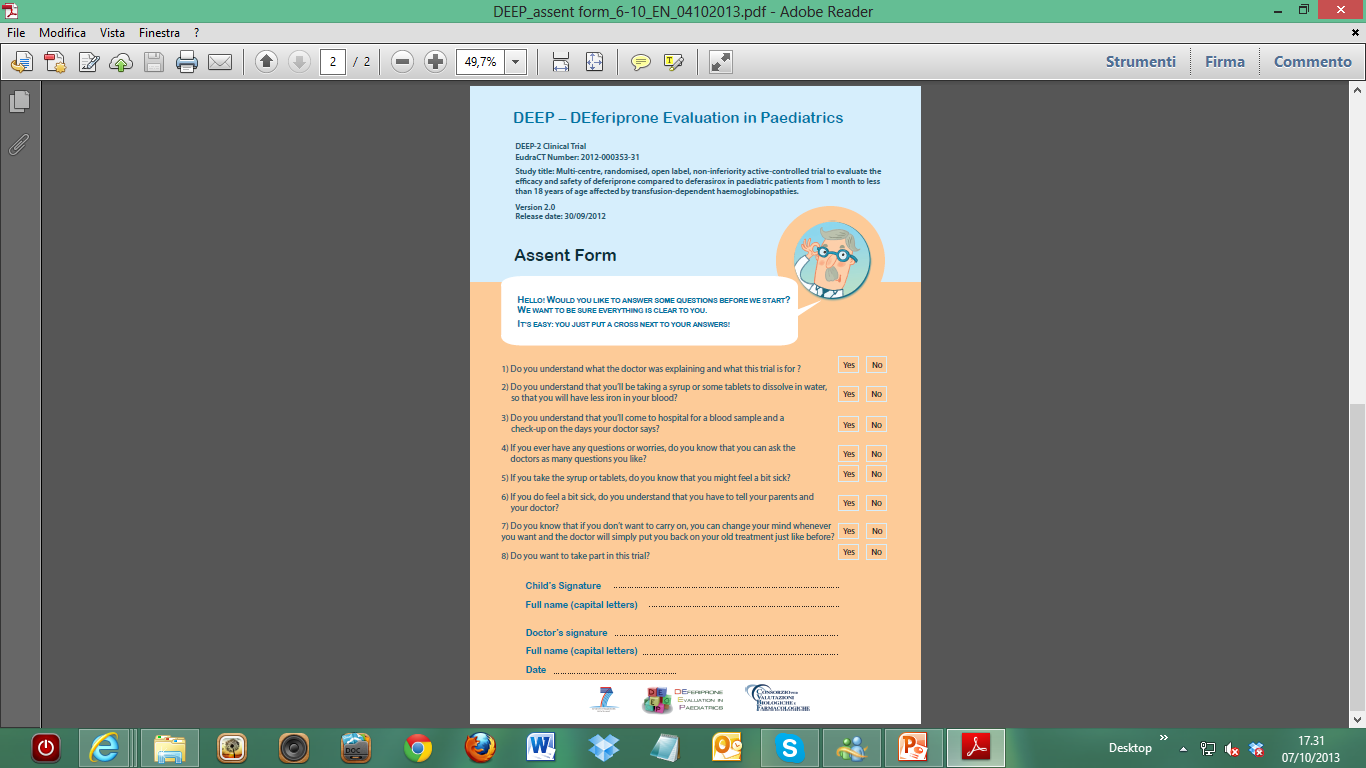 DEEP_assent form_6-10_EN_04102013.pdf - Adobe Reader
File Modifica Vista Finestra ?
2 / 2 49,7% Strumenti Firma Commento
DEEP – DEferiprone Evaluation in Paediatrics
DEEP-2 Clinical Trial
EudraCT Number: 2012-000353-31
Study title: Multi-centre, randomised, open label, non-inferiority active-controlled trial to evaluate the
efficacy and safety of deferiprone compared to deferasirox in paediatric patients from 1 month to less
than 18 years of age affected by transfusion-dependent haemoglobinopathies.
Version 2.0
Release date: 30/09/2012
Assent Form
HELLO! WOULD YOU LIKE TO ANSWER SOME QUESTIONS BEFORE WE START?
WE WANT TO BE SURE EVERYTHING IS CLEAR TO YOU.
IT'S EASY: YOU JUST PUT A CROSS NEXT TO YOUR ANSWERS!
1) Do you understand what the doctor was explaining and what this trial is for ? Yes No
2) Do you understand that you'll be taking a syrup or some tablets to dissolve in water,
so that you will have less iron in your blood? Yes No
3) Do you understand that you'll come to hospital for a blood sample and a
check-up on the days your doctor says? Yes No
4) If you ever have any questions or worries, do you know that you can ask the
doctors as many questions you like? Yes No
5) If you take the syrup or tablets, do you know that you might feel a bit sick? Yes No
6) If you do feel a bit sick, do you understand that you have to tell your parents and
your doctor? Yes No
7) Do you know that if you don't want to carry on, you can change your mind whenever
you want and the doctor will simply put you back on your old treatment just like before? Yes No
8) Do you want to take part in this trial? Yes No
Child's Signature
Full name (capital letters)
Doctor's signature
Full name (capital letters)
Date
7
DEEP
DEFERIPRONE
EVALUATION IN
PAEDIATRICS
CONSORZIO PER
VALUTAZIONI
BIOLOGICHE E
FARMACOLOGICHE
DOC
Desktop
17.31
07/10/2013